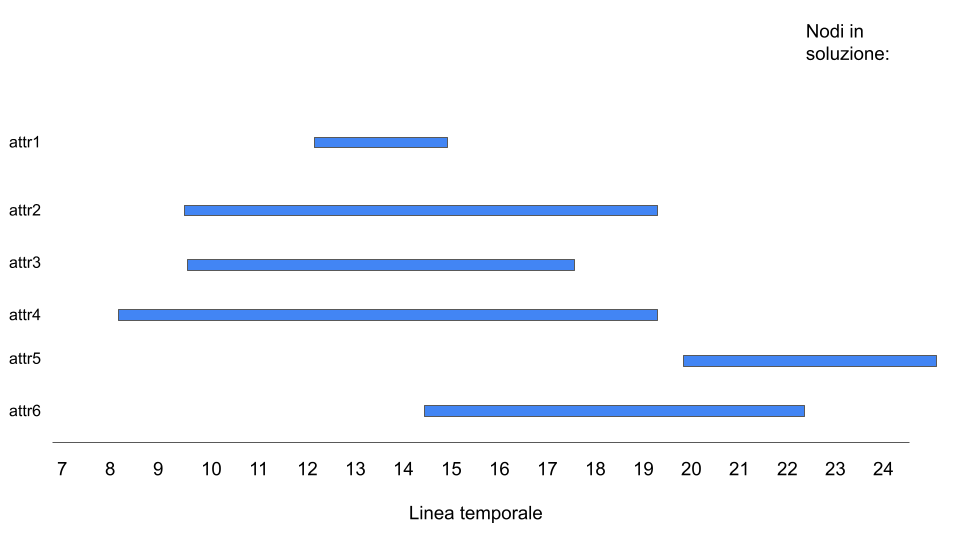 Nodi in
soluzione:
attr1
attr2
attr3
attr4
attr5
attr6
7 8 9 10 11 12 13 14 15 16 17 18 19 20 21 22 23 24
Linea temporale